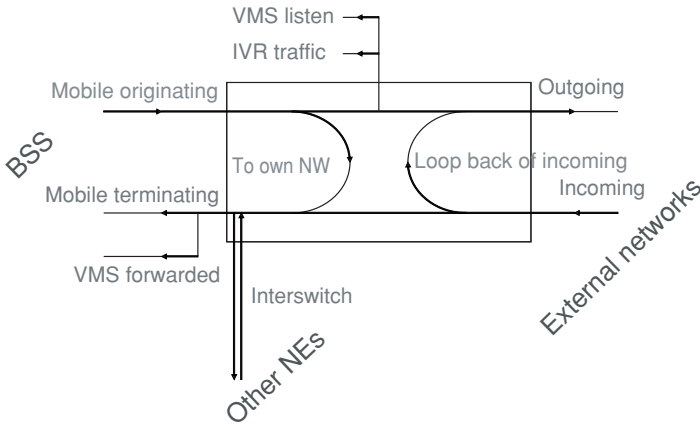 VMS listen
IVR traffic
Mobile originating
Outgoing
BSS
To own NW
Loop back of incoming
Mobile terminating
Incoming
VMS forwarded
Interswitch
External networks
Other NEs